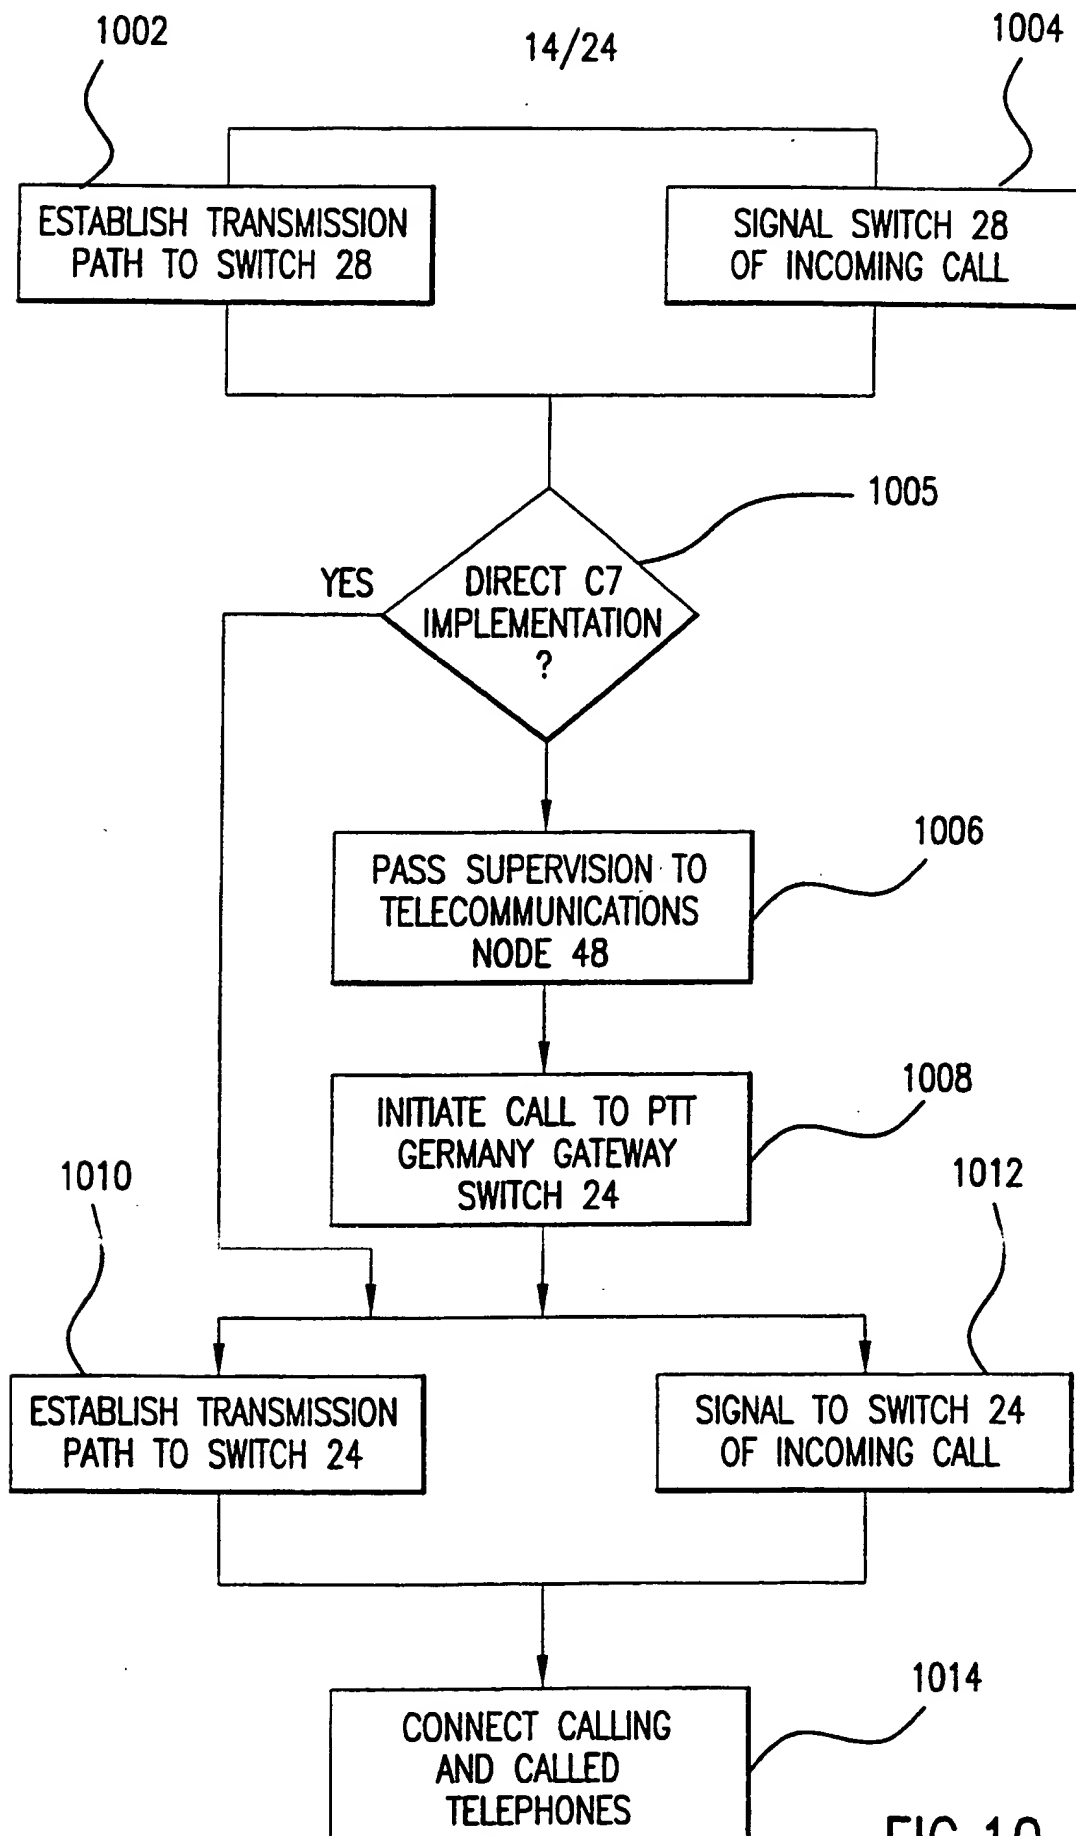 1002
14/24
1004
ESTABLISH TRANSMISSION
PATH TO SWITCH 28
SIGNAL SWITCH 28
OF INCOMING CALL
1005
YES
DIRECT C7
IMPLEMENTATION
?
1006
PASS SUPERVISION TO
TELECOMMUNICATIONS
NODE 48
1008
INITIATE CALL TO PTT
GERMANY GATEWAY
SWITCH 24
1010
1012
ESTABLISH TRANSMISSION
PATH TO SWITCH 24
SIGNAL TO SWITCH 24
OF INCOMING CALL
1014
CONNECT CALLING
AND CALLED
TELEPHONES
FIG.10